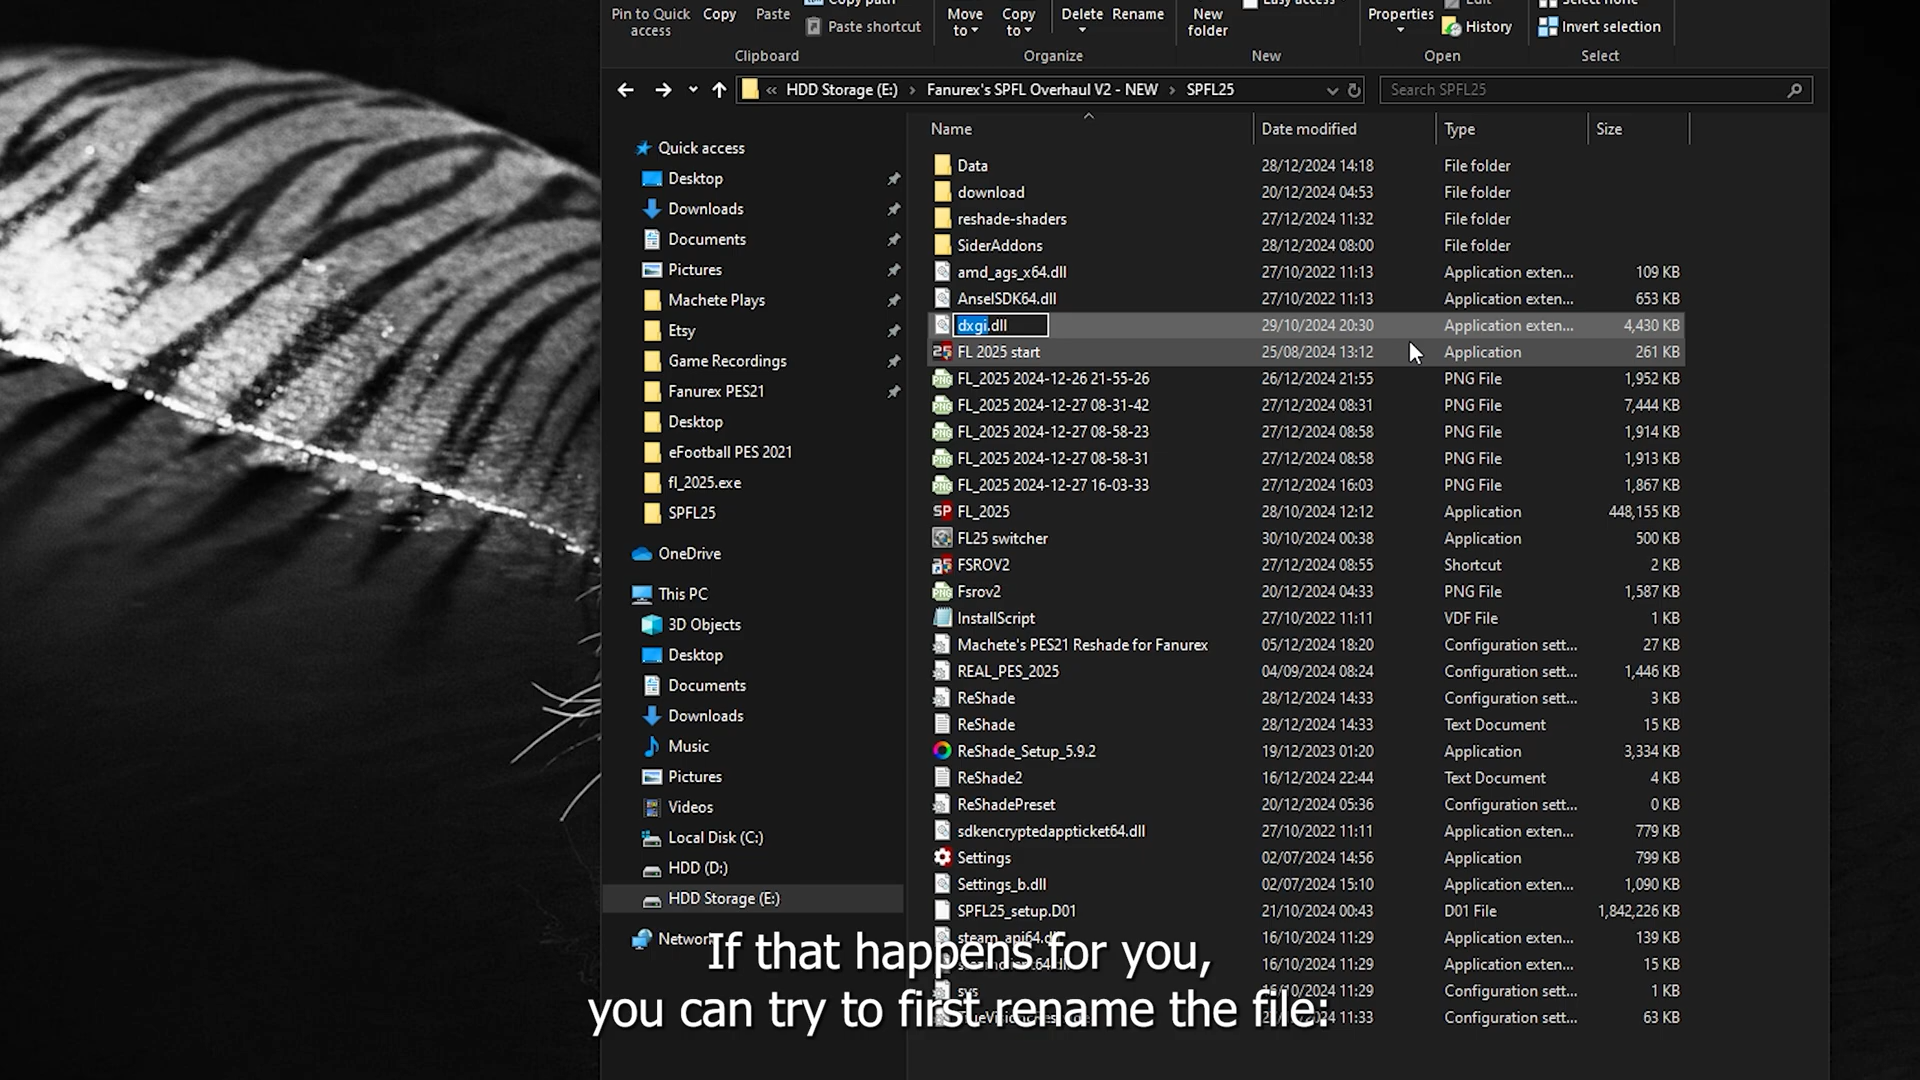 Pin to Quick
access
Copy
Paste
Copy path
Paste shortcut
Move
to
Copy
to
Delete
Rename
New
folder
Easy access
Properties
Edit
History
Select none
Invert selection
Clipboard
Organize
New
Open
Select
« HDD Storage (E:) › Fanurex's SPFL Overhaul V2 - NEW › SPFL25
Search SPFL25
Name Date modified Type Size
Quick access
Desktop
Downloads
Documents
Pictures
Machete Plays
Etsy
Game Recordings
Fanurex PES21
Desktop
eFootball PES 2021
fl_2025.exe
SPFL25
OneDrive
This PC
3D Objects
Desktop
Documents
Downloads
Music
Pictures
Videos
Local Disk (C:)
HDD (D:)
HDD Storage (E:)
Network
Data 28/12/2024 14:18 File folder
download 20/12/2024 04:53 File folder
reshade-shaders 27/12/2024 11:32 File folder
SiderAddons 28/12/2024 08:00 File folder
amd_ags_x64.dll 27/10/2022 11:13 Application exten... 109 KB
AnselSDK64.dll 27/10/2022 11:13 Application exten... 653 KB
dxgi.dll 29/10/2024 20:30 Application exten... 4,430 KB
FL 2025 start 25/08/2024 13:12 Application 261 KB
FL_2025 2024-12-26 21-55-26 26/12/2024 21:55 PNG File 1,952 KB
FL_2025 2024-12-27 08-31-42 27/12/2024 08:31 PNG File 7,444 KB
FL_2025 2024-12-27 08-58-23 27/12/2024 08:58 PNG File 1,914 KB
FL_2025 2024-12-27 08-58-31 27/12/2024 08:58 PNG File 1,913 KB
FL_2025 2024-12-27 16-03-33 27/12/2024 16:03 PNG File 1,867 KB
FL_2025 28/10/2024 12:12 Application 448,155 KB
FL25 switcher 30/10/2024 00:38 Application 500 KB
FSROV2 27/12/2024 08:55 Shortcut 2 KB
Fsrov2 20/12/2024 04:33 PNG File 1,587 KB
InstallScript 27/10/2022 11:11 VDF File 1 KB
Machete's PES21 Reshade for Fanurex 05/12/2024 18:20 Configuration sett... 27 KB
REAL_PES_2025 04/09/2024 08:24 Configuration sett... 1,446 KB
ReShade 28/12/2024 14:33 Configuration sett... 3 KB
ReShade 28/12/2024 14:33 Text Document 15 KB
ReShade_Setup_5.9.2 19/12/2023 01:20 Application 3,334 KB
ReShade2 16/12/2024 22:44 Text Document 4 KB
ReShadePreset 20/12/2024 05:36 Configuration sett... 0 KB
sdkencryptedappticket64.dll 27/10/2022 11:11 Application exten... 779 KB
Settings 02/07/2024 14:56 Application 799 KB
Settings_b.dll 02/07/2024 15:10 Application exten... 1,090 KB
SPFL25_setup.D01 21/10/2024 00:43 D01 File 1,842,226 KB
steam_api64.dll 16/10/2024 11:29 Application exten... 139 KB
16/10/2024 11:29 Application exten... 15 KB
sys 16/10/2024 11:29 Configuration sett... 1 KB
11:33 Configuration sett... 63 KB
If that happens for you,
you can try to first rename the file: